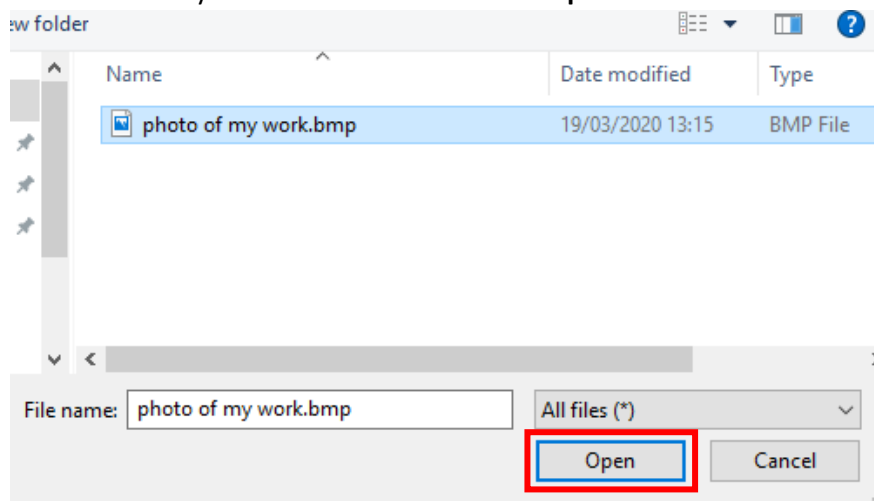 ew folder
?
Name Date modified Type
photo of my work.bmp 19/03/2020 13:15 BMP File
File name: photo of my work.bmp All files (*)
Open Cancel